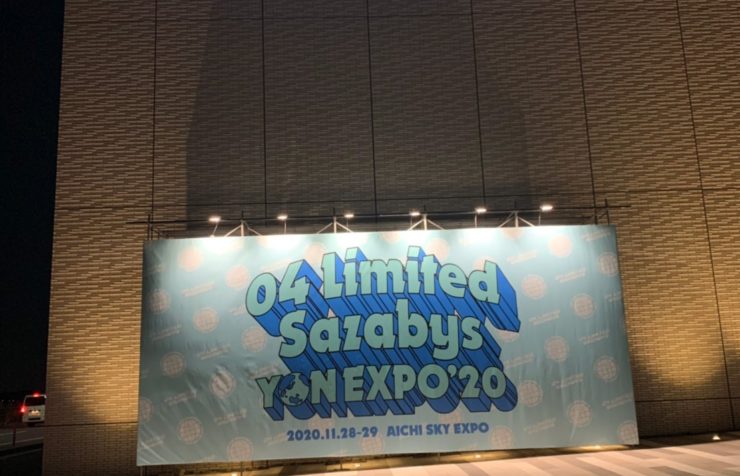 04 Limited
Sazabys
YON EXPO'20
2020.11.28-29 AICHI SKY EXPO